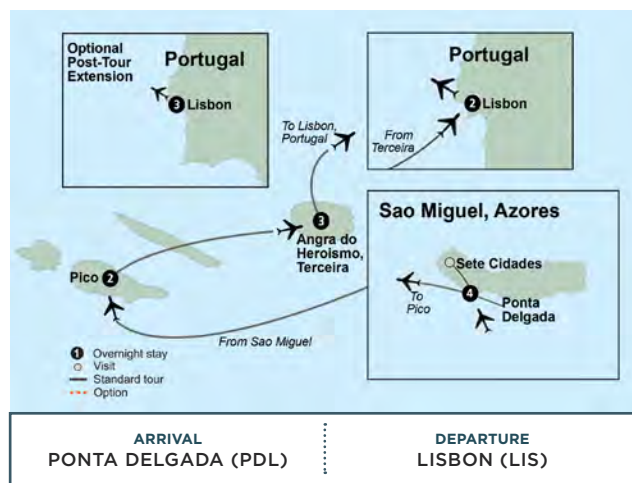 Optional
Post-Tour
Extension
Portugal
3 Lisbon
Portugal
2 Lisbon
To Lisbon,
Portugal
From
Terceira
3
Angra do
Heroismo,
Terceira
Pico 2
From Sao Miguel
Sao Miguel, Azores
Sete Cidades
4
Ponta
Delgada
To
Pico
1 Overnight stay
Visit
Standard tour
Option
ARRIVAL
PONTA DELGADA (PDL)
DEPARTURE
LISBON (LIS)